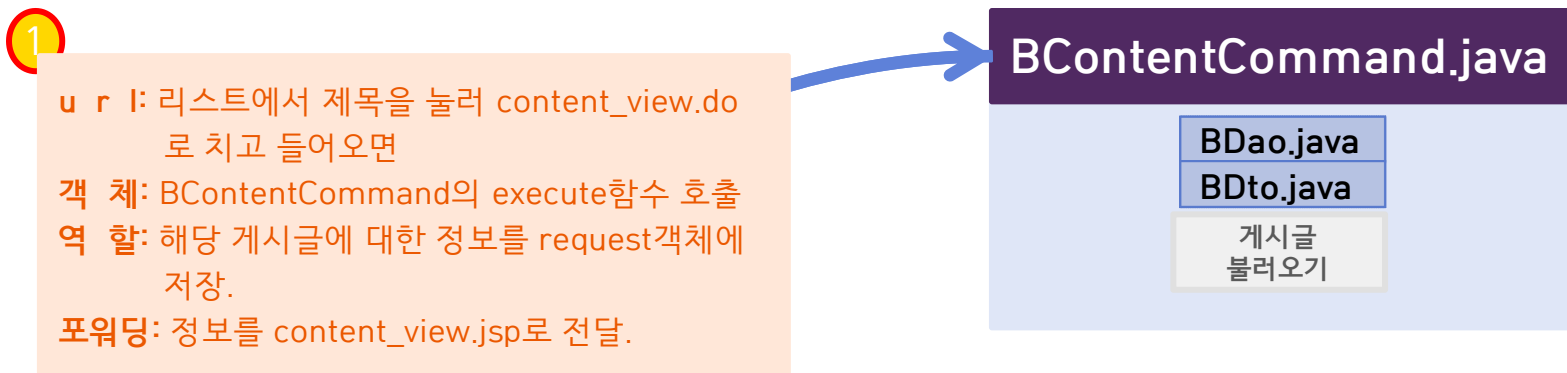 1
u r l: 리스트에서 제목을 눌러 content_view.do
로 치고 들어오면
객 체: BContentCommand의 execute함수 호출
역 할: 해당 게시글에 대한 정보를 request객체에
저장.
포워딩: 정보를 content_view.jsp로 전달.
BContentCommand.java
BDao.java
BDto.java
게시글
불러오기